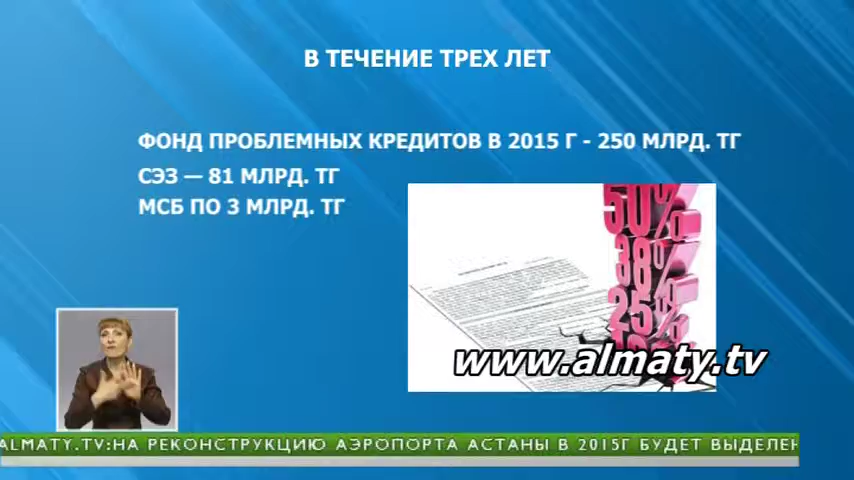 В ТЕЧЕНИЕ ТРЕХ ЛЕТ
ФОНД ПРОБЛЕМНЫХ КРЕДИТОВ В 2015 Г - 250 МЛРД. ТГ
СЭЗ — 81 МЛРД. ТГ
МСБ ПО 3 МЛРД. ТГ
50%
38%
25%
www.almaty.tv
ALMATY.TV:НА РЕКОНСТРУКЦИЮ АЭРОПОРТА АСТАНЫ В 2015Г БУДЕТ ВЫДЕЛЕН